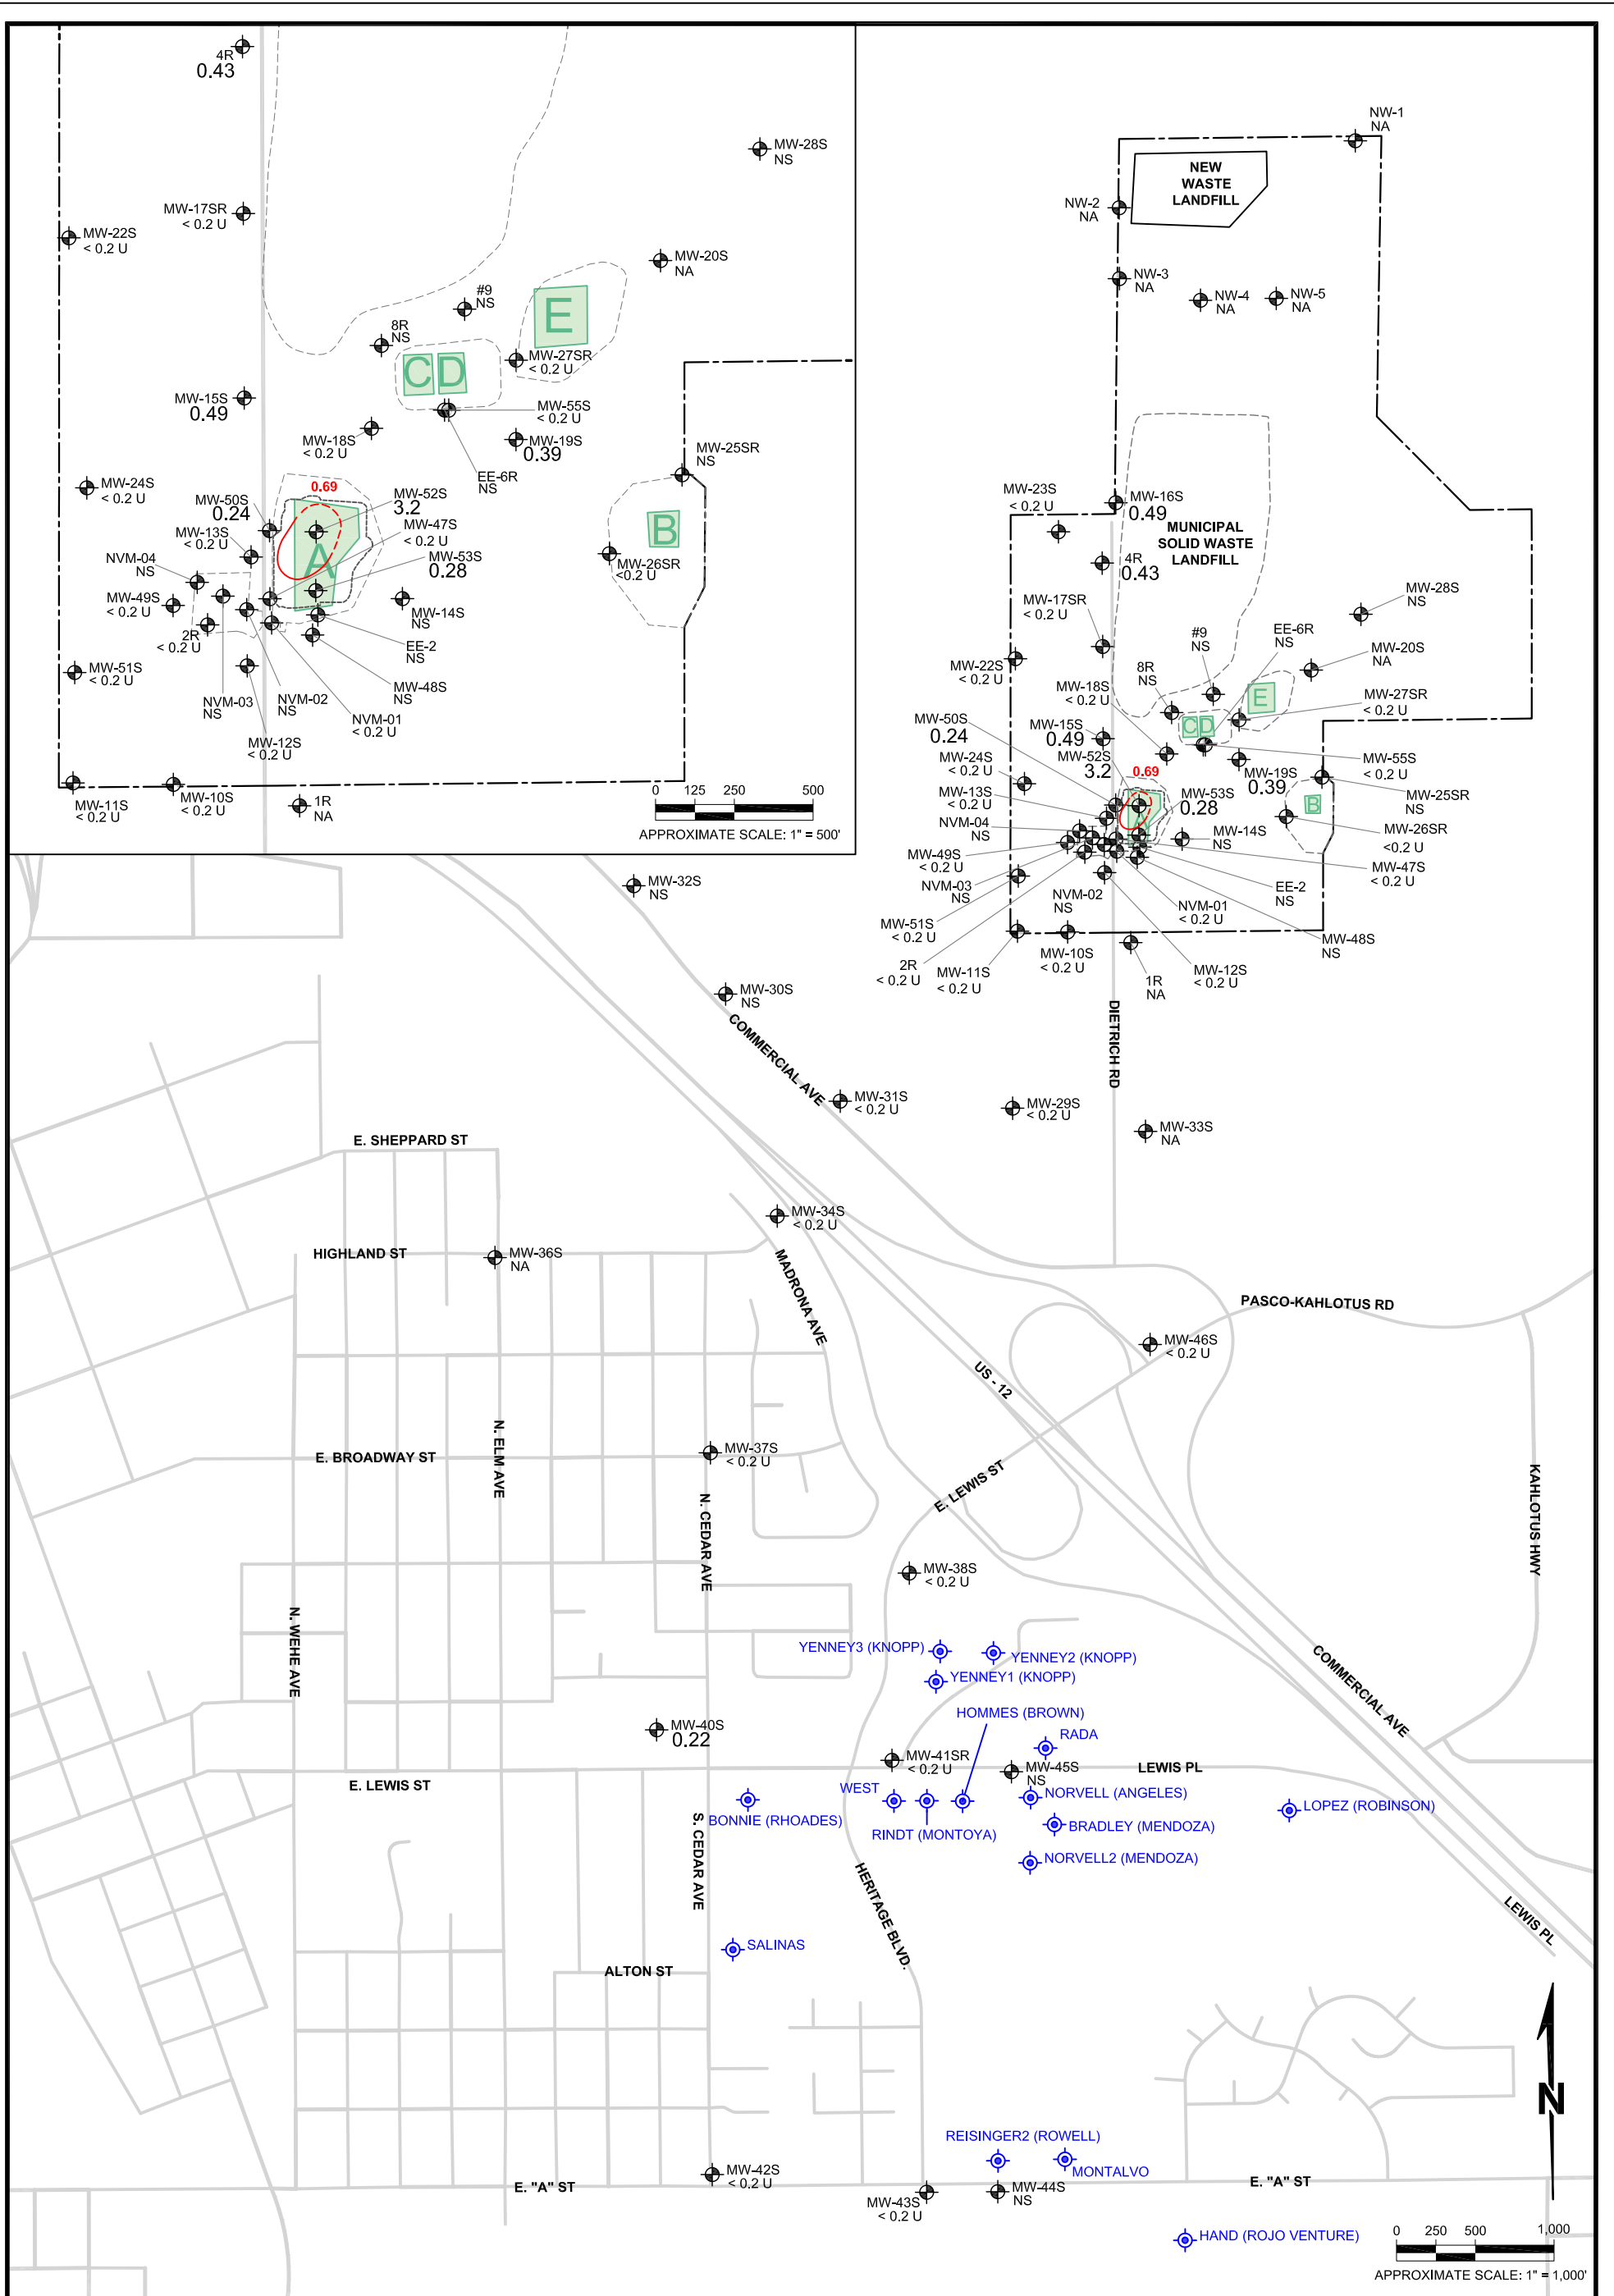 4R
0.43
MW-28S
NS
MW-17SR
< 0.2 U
MW-22S
< 0.2 U
MW-20S
NA
#9
NS
E
8R
NS
C
D
MW-27SR
< 0.2 U
MW-15S
0.49
MW-55S
< 0.2 U
MW-18S
< 0.2 U
MW-19S
0.39
MW-25SR
NS
EE-6R
NS
MW-24S
< 0.2 U
0.69
MW-50S
0.24
MW-52S
3.2
MW-13S
< 0.2 U
MW-47S
< 0.2 U
B
A
NVM-04
NS
MW-53S
0.28
MW-26SR
<0.2 U
MW-49S
< 0.2 U
MW-14S
NS
2R
< 0.2 U
EE-2
NS
MW-51S
< 0.2 U
MW-48S
NS
NVM-03
NS
NVM-02
NS
NVM-01
< 0.2 U
MW-12S
< 0.2 U
MW-11S
< 0.2 U
MW-10S
< 0.2 U
1R
NA
0 125 250 500
APPROXIMATE SCALE: 1" = 500'
NW-1
NA
NEW
WASTE
LANDFILL
NW-2
NA
NW-3
NA
NW-4
NA
NW-5
NA
MW-23S
< 0.2 U
MW-16S
0.49
MUNICIPAL
SOLID WASTE
LANDFILL
4R
0.43
MW-17SR
< 0.2 U
MW-28S
NS
#9
NS
EE-6R
NS
MW-20S
NA
MW-22S
< 0.2 U
8R
NS
MW-18S
< 0.2 U
E
MW-27SR
< 0.2 U
MW-50S
0.24
MW-15S
0.49
C
D
MW-24S
< 0.2 U
MW-52S
3.2
0.69
MW-55S
< 0.2 U
MW-19S
0.39
MW-13S
< 0.2 U
MW-53S
0.28
MW-25SR
NS
B
A
NVM-04
NS
MW-14S
NS
MW-26SR
<0.2 U
MW-49S
< 0.2 U
MW-47S
< 0.2 U
NVM-03
NS
NVM-02
NS
EE-2
NS
NVM-01
< 0.2 U
MW-51S
< 0.2 U
MW-48S
NS
2R
< 0.2 U
MW-11S
< 0.2 U
MW-10S
< 0.2 U
MW-12S
< 0.2 U
1R
NA
MW-32S
NS
MW-30S
NS
COMMERCIAL AVE
DIETRICH RD
MW-31S
< 0.2 U
MW-29S
< 0.2 U
MW-33S
NA
E. SHEPPARD ST
MW-34S
< 0.2 U
HIGHLAND ST
MW-36S
NA
MADRONA AVE
PASCO-KAHLOTUS RD
MW-46S
< 0.2 U
US - 12
N. ELM AVE
E. BROADWAY ST
MW-37S
< 0.2 U
E. LEWIS ST
N. CEDAR AVE
KAHLOTUS HWY
MW-38S
< 0.2 U
N. WEHE AVE
YENNEY3 (KNOPP)
YENNEY2 (KNOPP)
YENNEY1 (KNOPP)
COMMERCIAL AVE
HOMMES (BROWN)
MW-40S
0.22
RADA
MW-41SR
< 0.2 U
MW-45S
NS
LEWIS PL
E. LEWIS ST
WEST
BONNIE (RHOADES)
NORVELL (ANGELES)
LOPEZ (ROBINSON)
RINDT (MONTOYA)
BRADLEY (MENDOZA)
NORVELL2 (MENDOZA)
S. CEDAR AVE
HERITAGE BLVD.
LEWIS PL
SALINAS
ALTON ST
N
REISINGER2 (ROWELL)
MONTALVO
MW-42S
< 0.2 U
E. "A" ST
MW-43S
< 0.2 U
MW-44S
NS
E. "A" ST
HAND (ROJO VENTURE)
0 250 500 1,000
APPROXIMATE SCALE: 1" = 1,000'